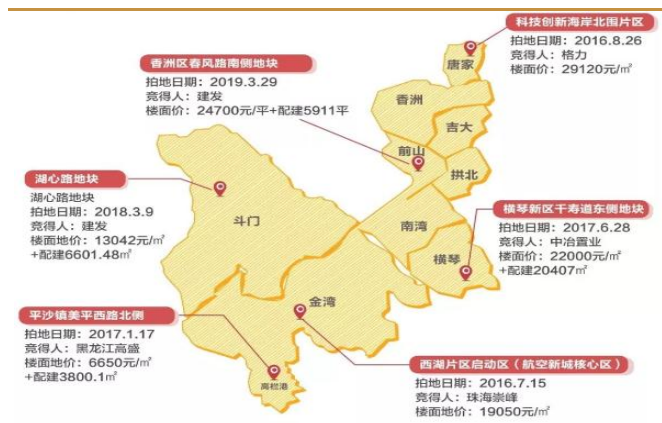 科技创新海岸北围片区
拍地日期：2016.8.26
竞得人：格力
楼面价：29120元/㎡
香洲区春风路南侧地块
拍地日期：2019.3.29
竞得人：建发
楼面价：24700元/平+配建5911平
唐家
香洲
吉大
前山
拱北
湖心路地块
湖心路地块
拍地日期：2018.3.9
竞得人：建发
楼面地价：13042元/㎡
+配建6601.48㎡
斗门
南湾
横琴
横琴新区千寿道东侧地块
拍地日期：2017.6.28
竞得人：中冶置业
楼面价：22000元/㎡
+配建20407㎡
金湾
平沙镇美平西路北侧
拍地日期：2017.1.17
竞得人：黑龙江高盛
楼面地价：6650元/㎡
+配建3800.1㎡
高栏港
西湖片区启动区（航空新城核心区）
拍地日期：2016.7.15
竞得人：珠海崇峰
楼面地价：19050元/㎡